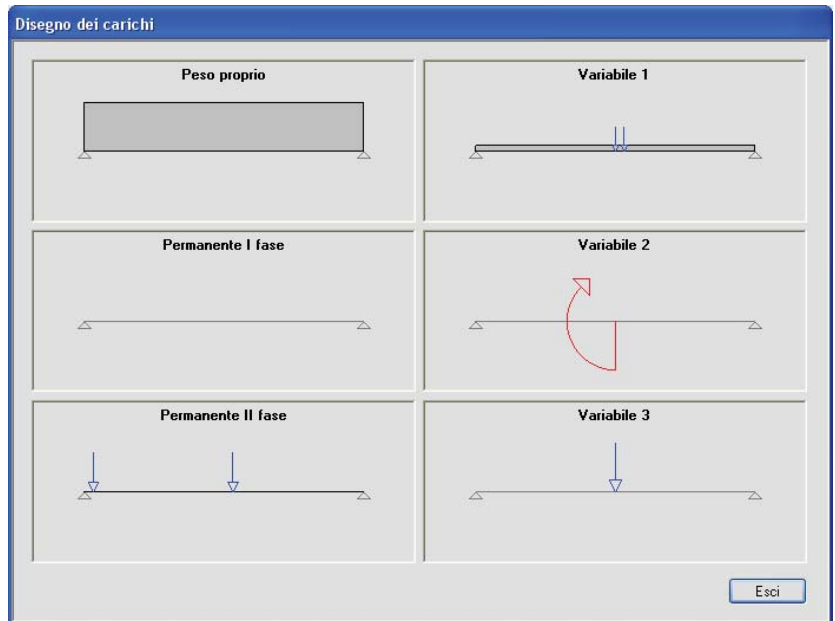 Disegno dei carichi
Peso proprio
Variabile 1
Permanente I fase
Variabile 2
Permanente II fase
Variabile 3
Esci